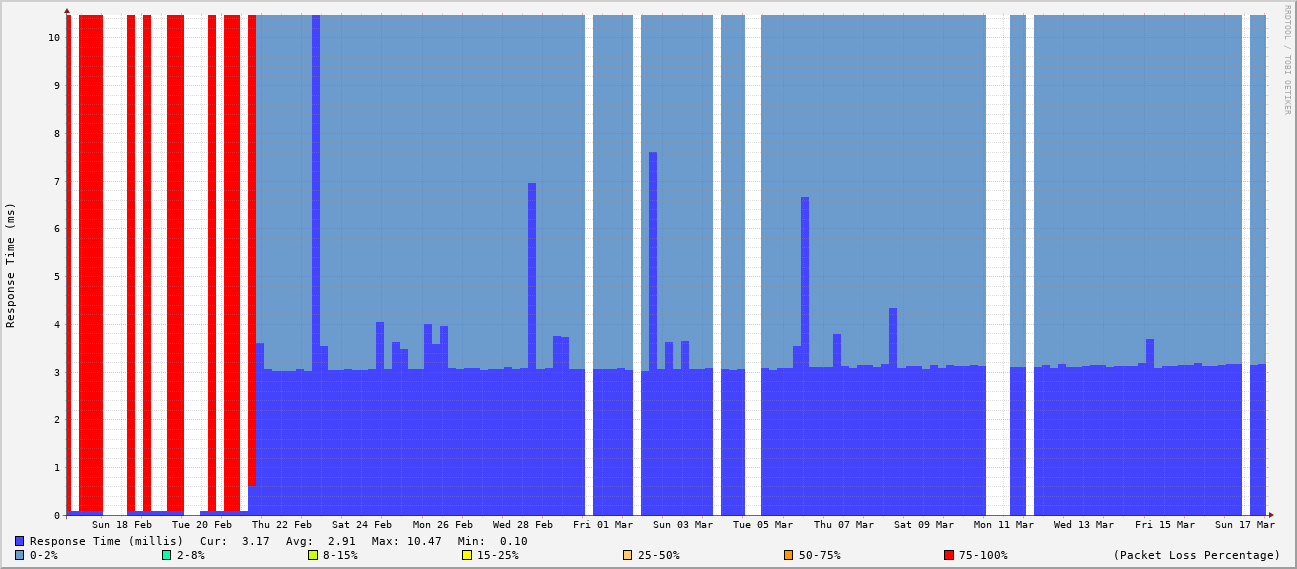 RRDTOOL / TOBI OETIKER
Response Time (ms)
10
9
8
7
6
5
4
3
2
1
0
Sun 18 Feb Tue 20 Feb Thu 22 Feb Sat 24 Feb Mon 26 Feb Wed 28 Feb Fri 01 Mar Sun 03 Mar Tue 05 Mar Thu 07 Mar Sat 09 Mar Mon 11 Mar Wed 13 Mar Fri 15 Mar Sun 17 Mar
Response Time (millis) Cur: 3.17 Avg: 2.91 Max: 10.47 Min: 0.10
0-2% 2-8% 8-15% 15-25% 25-50% 50-75% 75-100% (Packet Loss Percentage)